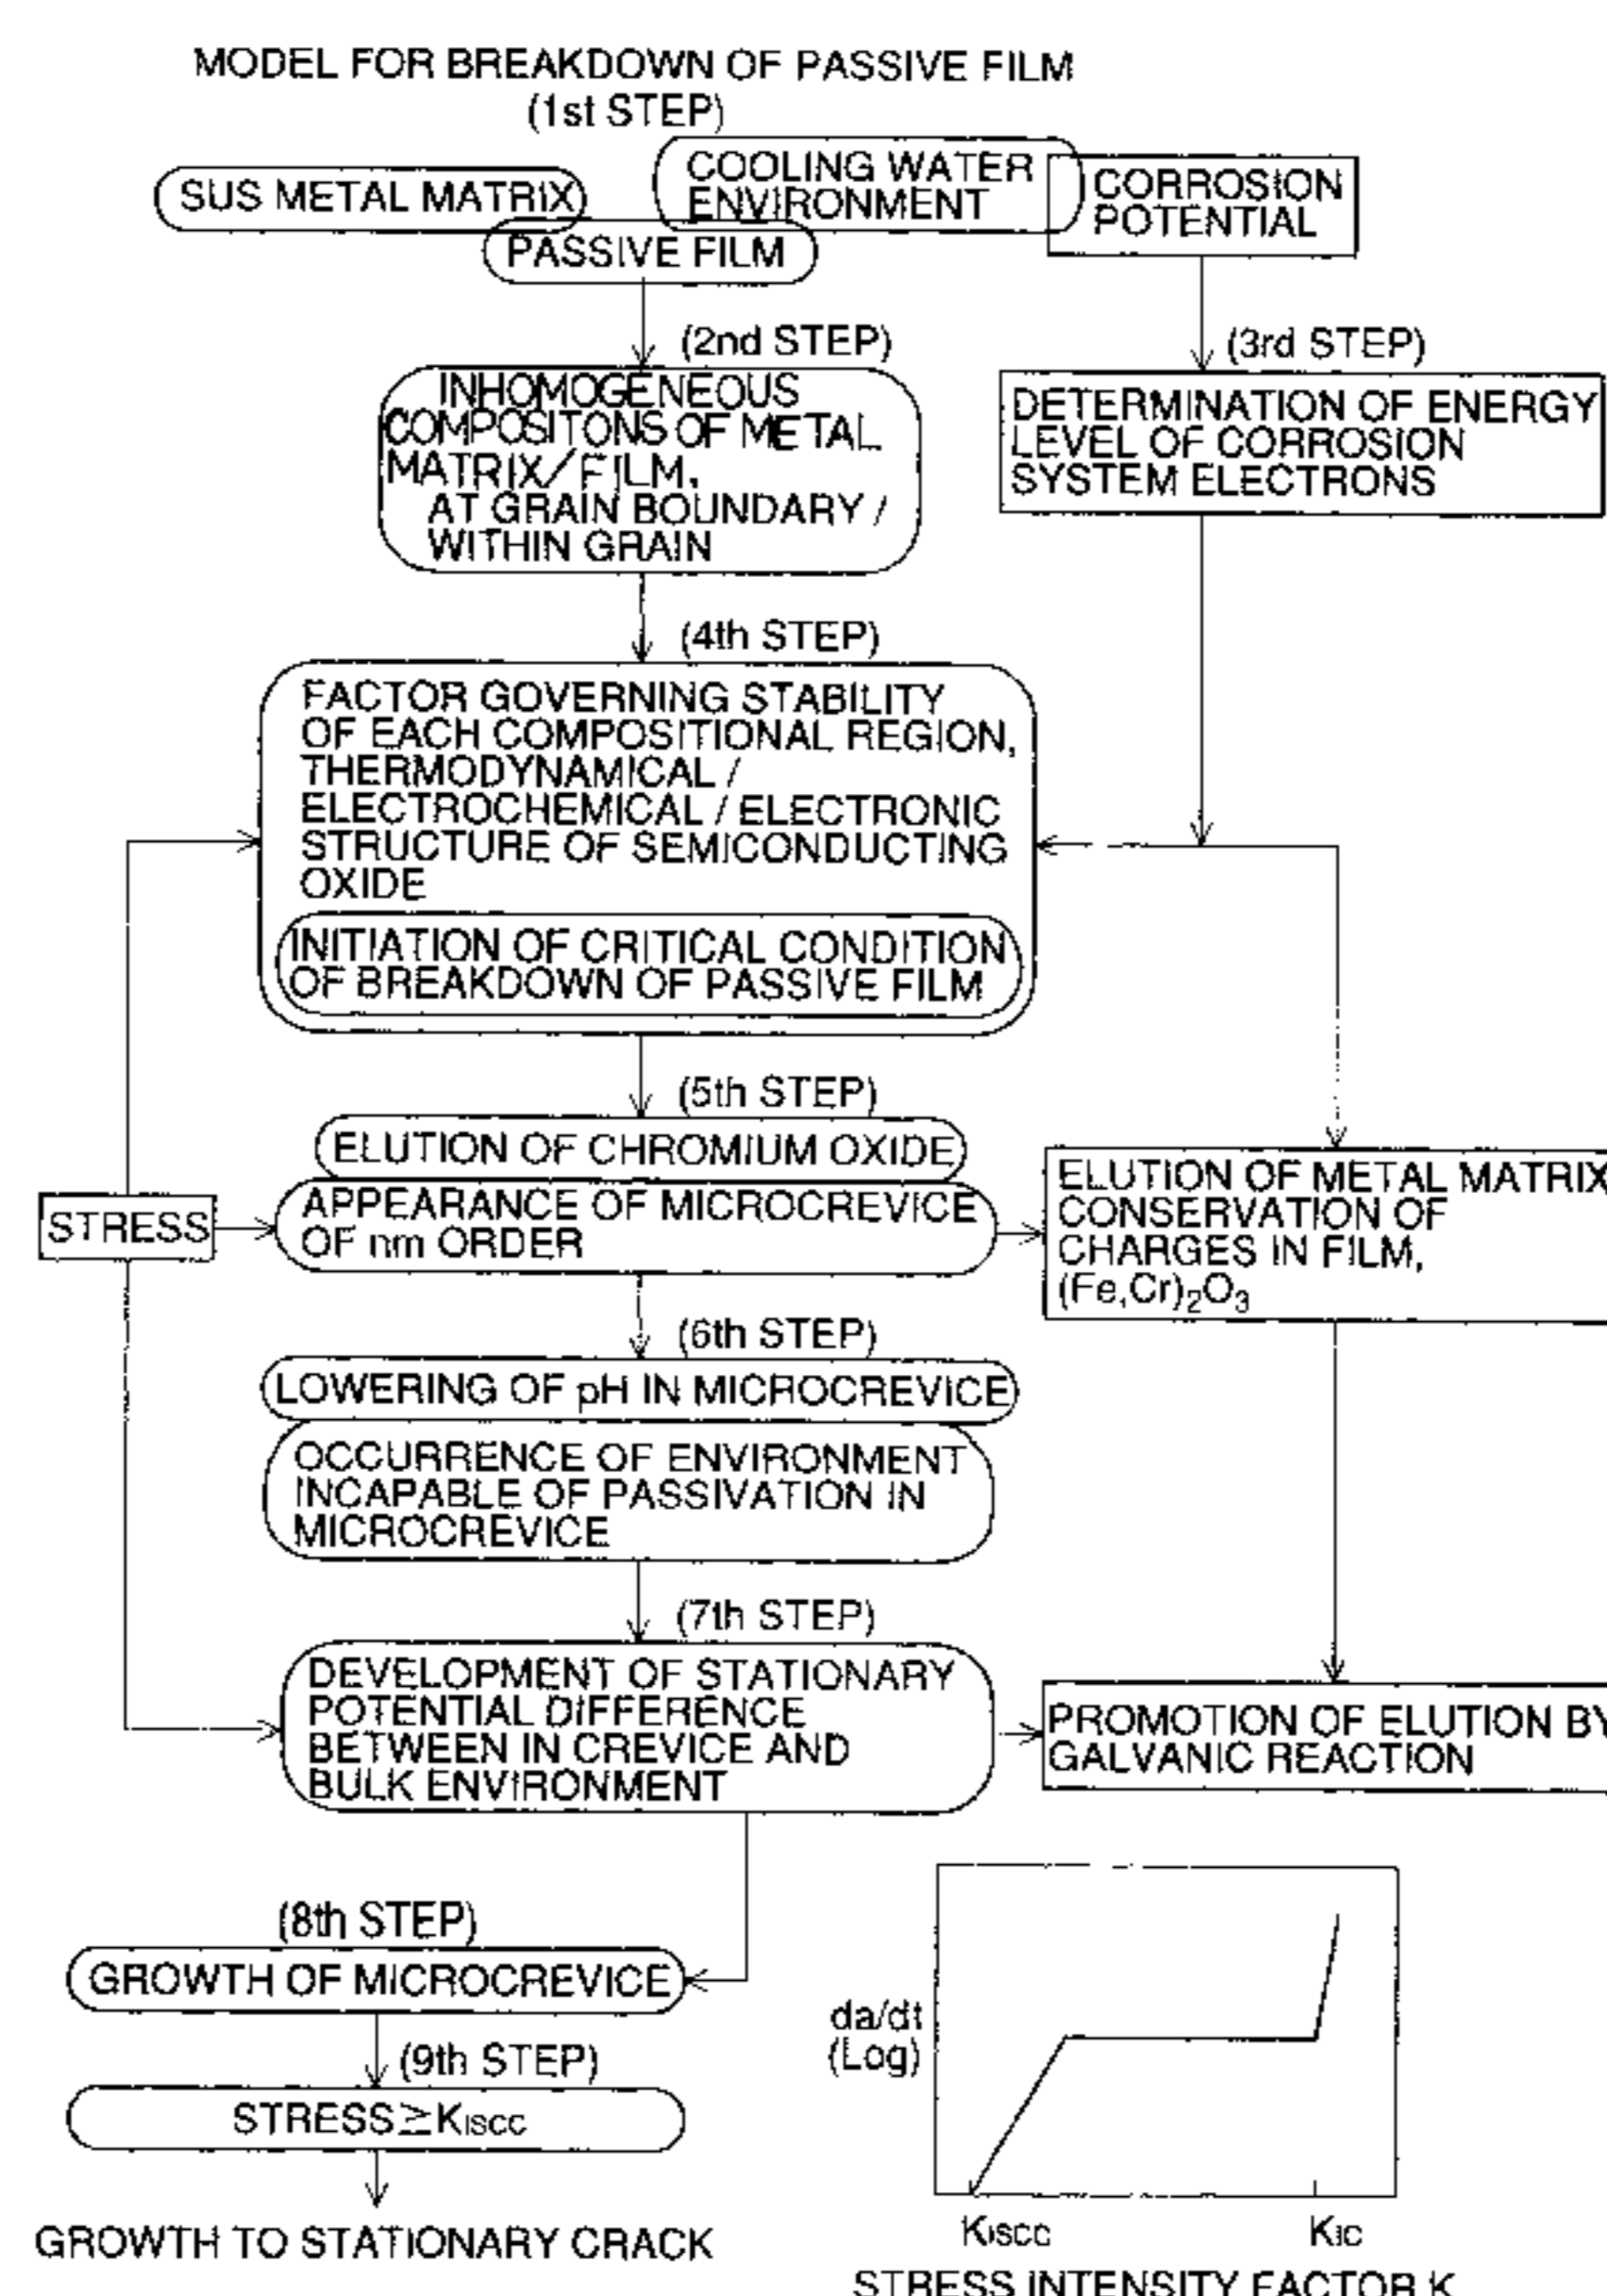 MODEL FOR BREAKDOWN OF PASSIVE FILM
(1st STEP)
SUS METAL MATRIX
COOLING WATER
ENVIRONMENT
CORROSION
POTENTIAL
PASSIVE FILM
(2nd STEP)
INHOMOGENEOUS
COMPOSITONS OF METAL
MATRIX/FILM,
AT GRAIN BOUNDARY /
WITHIN GRAIN
(3rd STEP)
DETERMINATION OF ENERGY
LEVEL OF CORROSION
SYSTEM ELECTRONS
(4th STEP)
FACTOR GOVERNING STABILITY
OF EACH COMPOSITIONAL REGION,
THERMODYNAMICAL /
ELECTROCHEMICAL / ELECTRONIC
STRUCTURE OF SEMICONDUCTING
OXIDE
INITIATION OF CRITICAL CONDITION
OF BREAKDOWN OF PASSIVE FILM
(5th STEP)
ELUTION OF CHROMIUM OXIDE
STRESS
APPEARANCE OF MICROCREVICE
OF nm ORDER
ELUTION OF METAL MATRIX
CONSERVATION OF
CHARGES IN FILM,
(Fe,Cr)₂O₃
(6th STEP)
LOWERING OF pH IN MICROCREVICE
OCCURRENCE OF ENVIRONMENT
INCAPABLE OF PASSIVATION IN
MICROCREVICE
(7th STEP)
DEVELOPMENT OF STATIONARY
POTENTIAL DIFFERENCE
BETWEEN IN CREVICE AND
BULK ENVIRONMENT
PROMOTION OF ELUTION BY
GALVANIC REACTION
(8th STEP)
GROWTH OF MICROCREVICE
(9th STEP)
STRESS≧KISCC
GROWTH TO STATIONARY CRACK
da/dt
(Log)
KISCC
KIC
STRESS INTENSITY FACTOR K